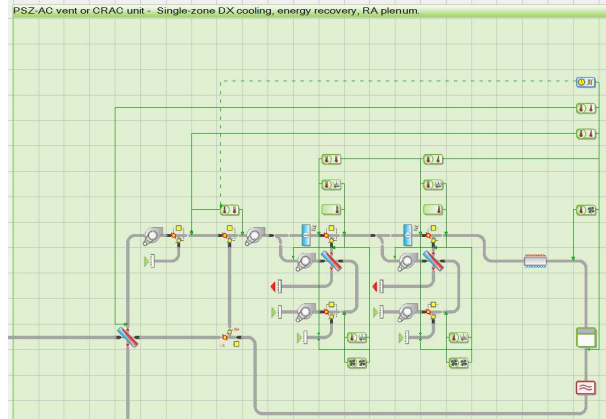 PSZ-AC vent or CRAC unit - Single-zone DX cooling, energy recovery, RA plenum.